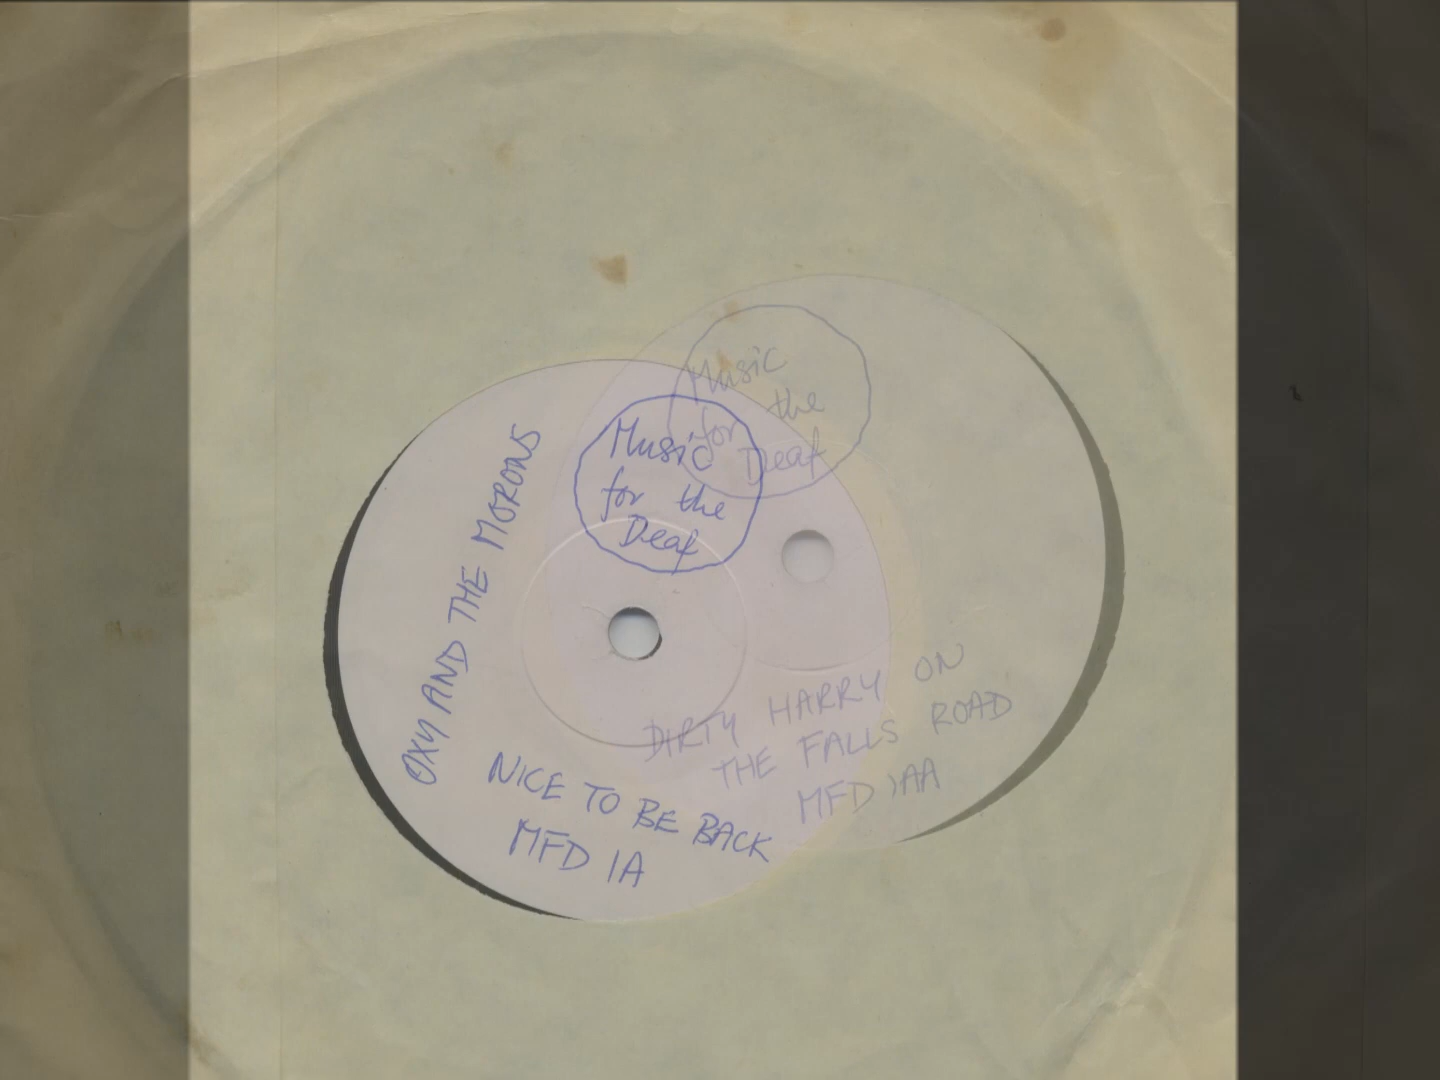 Music
for the
Deaf
OXY AND THE MORONS
NICE TO BE BACK
MFD 1A
Music
for the
Deaf
DIRTY HARRY ON
THE FALLS ROAD
MFD 1AA